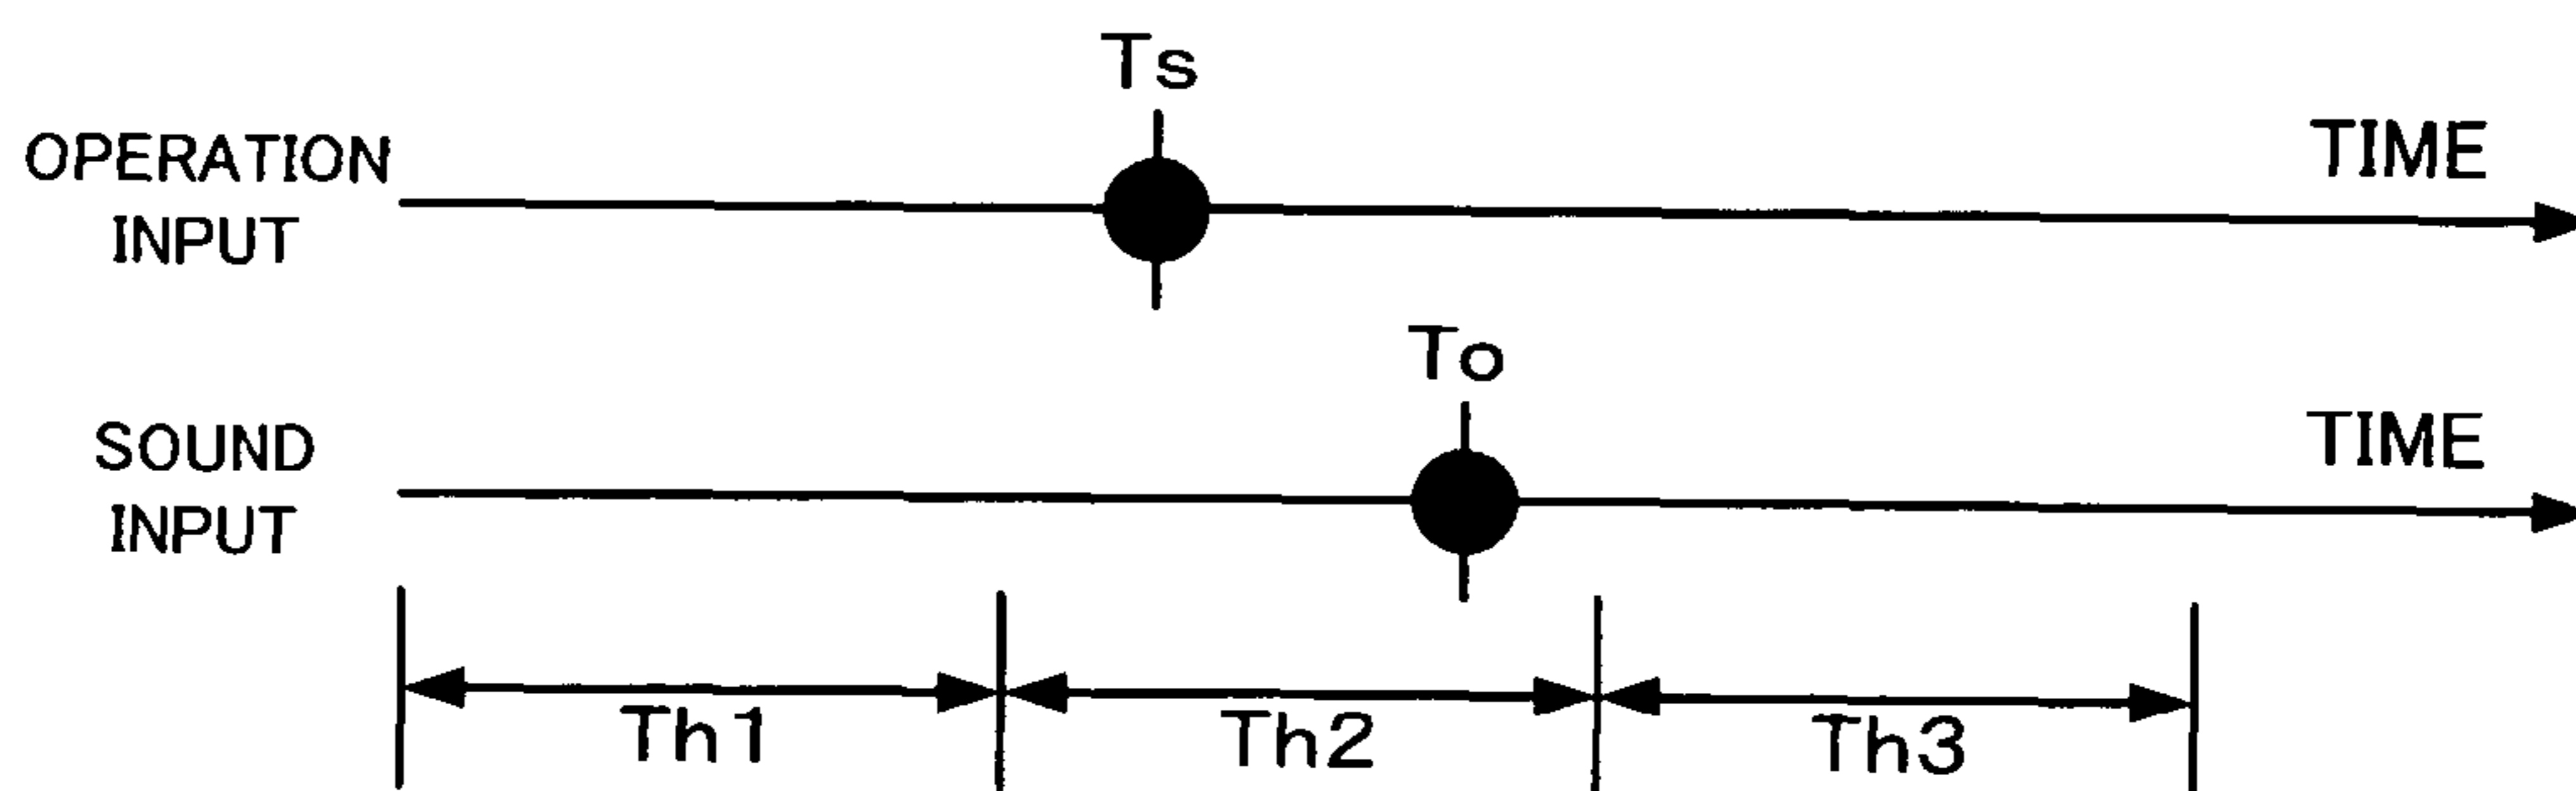 Ts
OPERATION
INPUT
TIME
To
SOUND
INPUT
TIME
Th1
Th2
Th3